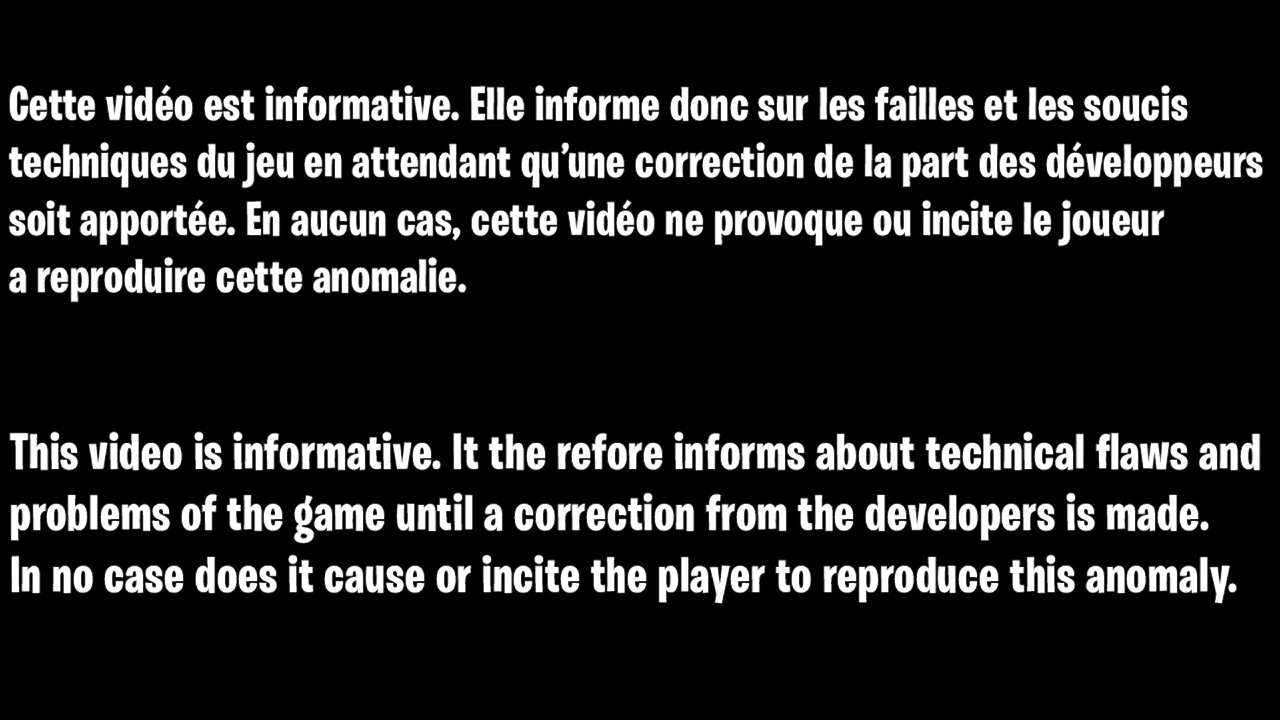 Cette vidéo est informative. Elle informe donc sur les failles et les soucis
techniques du jeu en attendant qu’une correction de la part des développeurs
soit apportée. En aucun cas, cette vidéo ne provoque ou incite le joueur
a reproduire cette anomalie.
This video is informative. It the refore informs about technical flaws and
problems of the game until a correction from the developers is made.
In no case does it cause or incite the player to reproduce this anomaly.